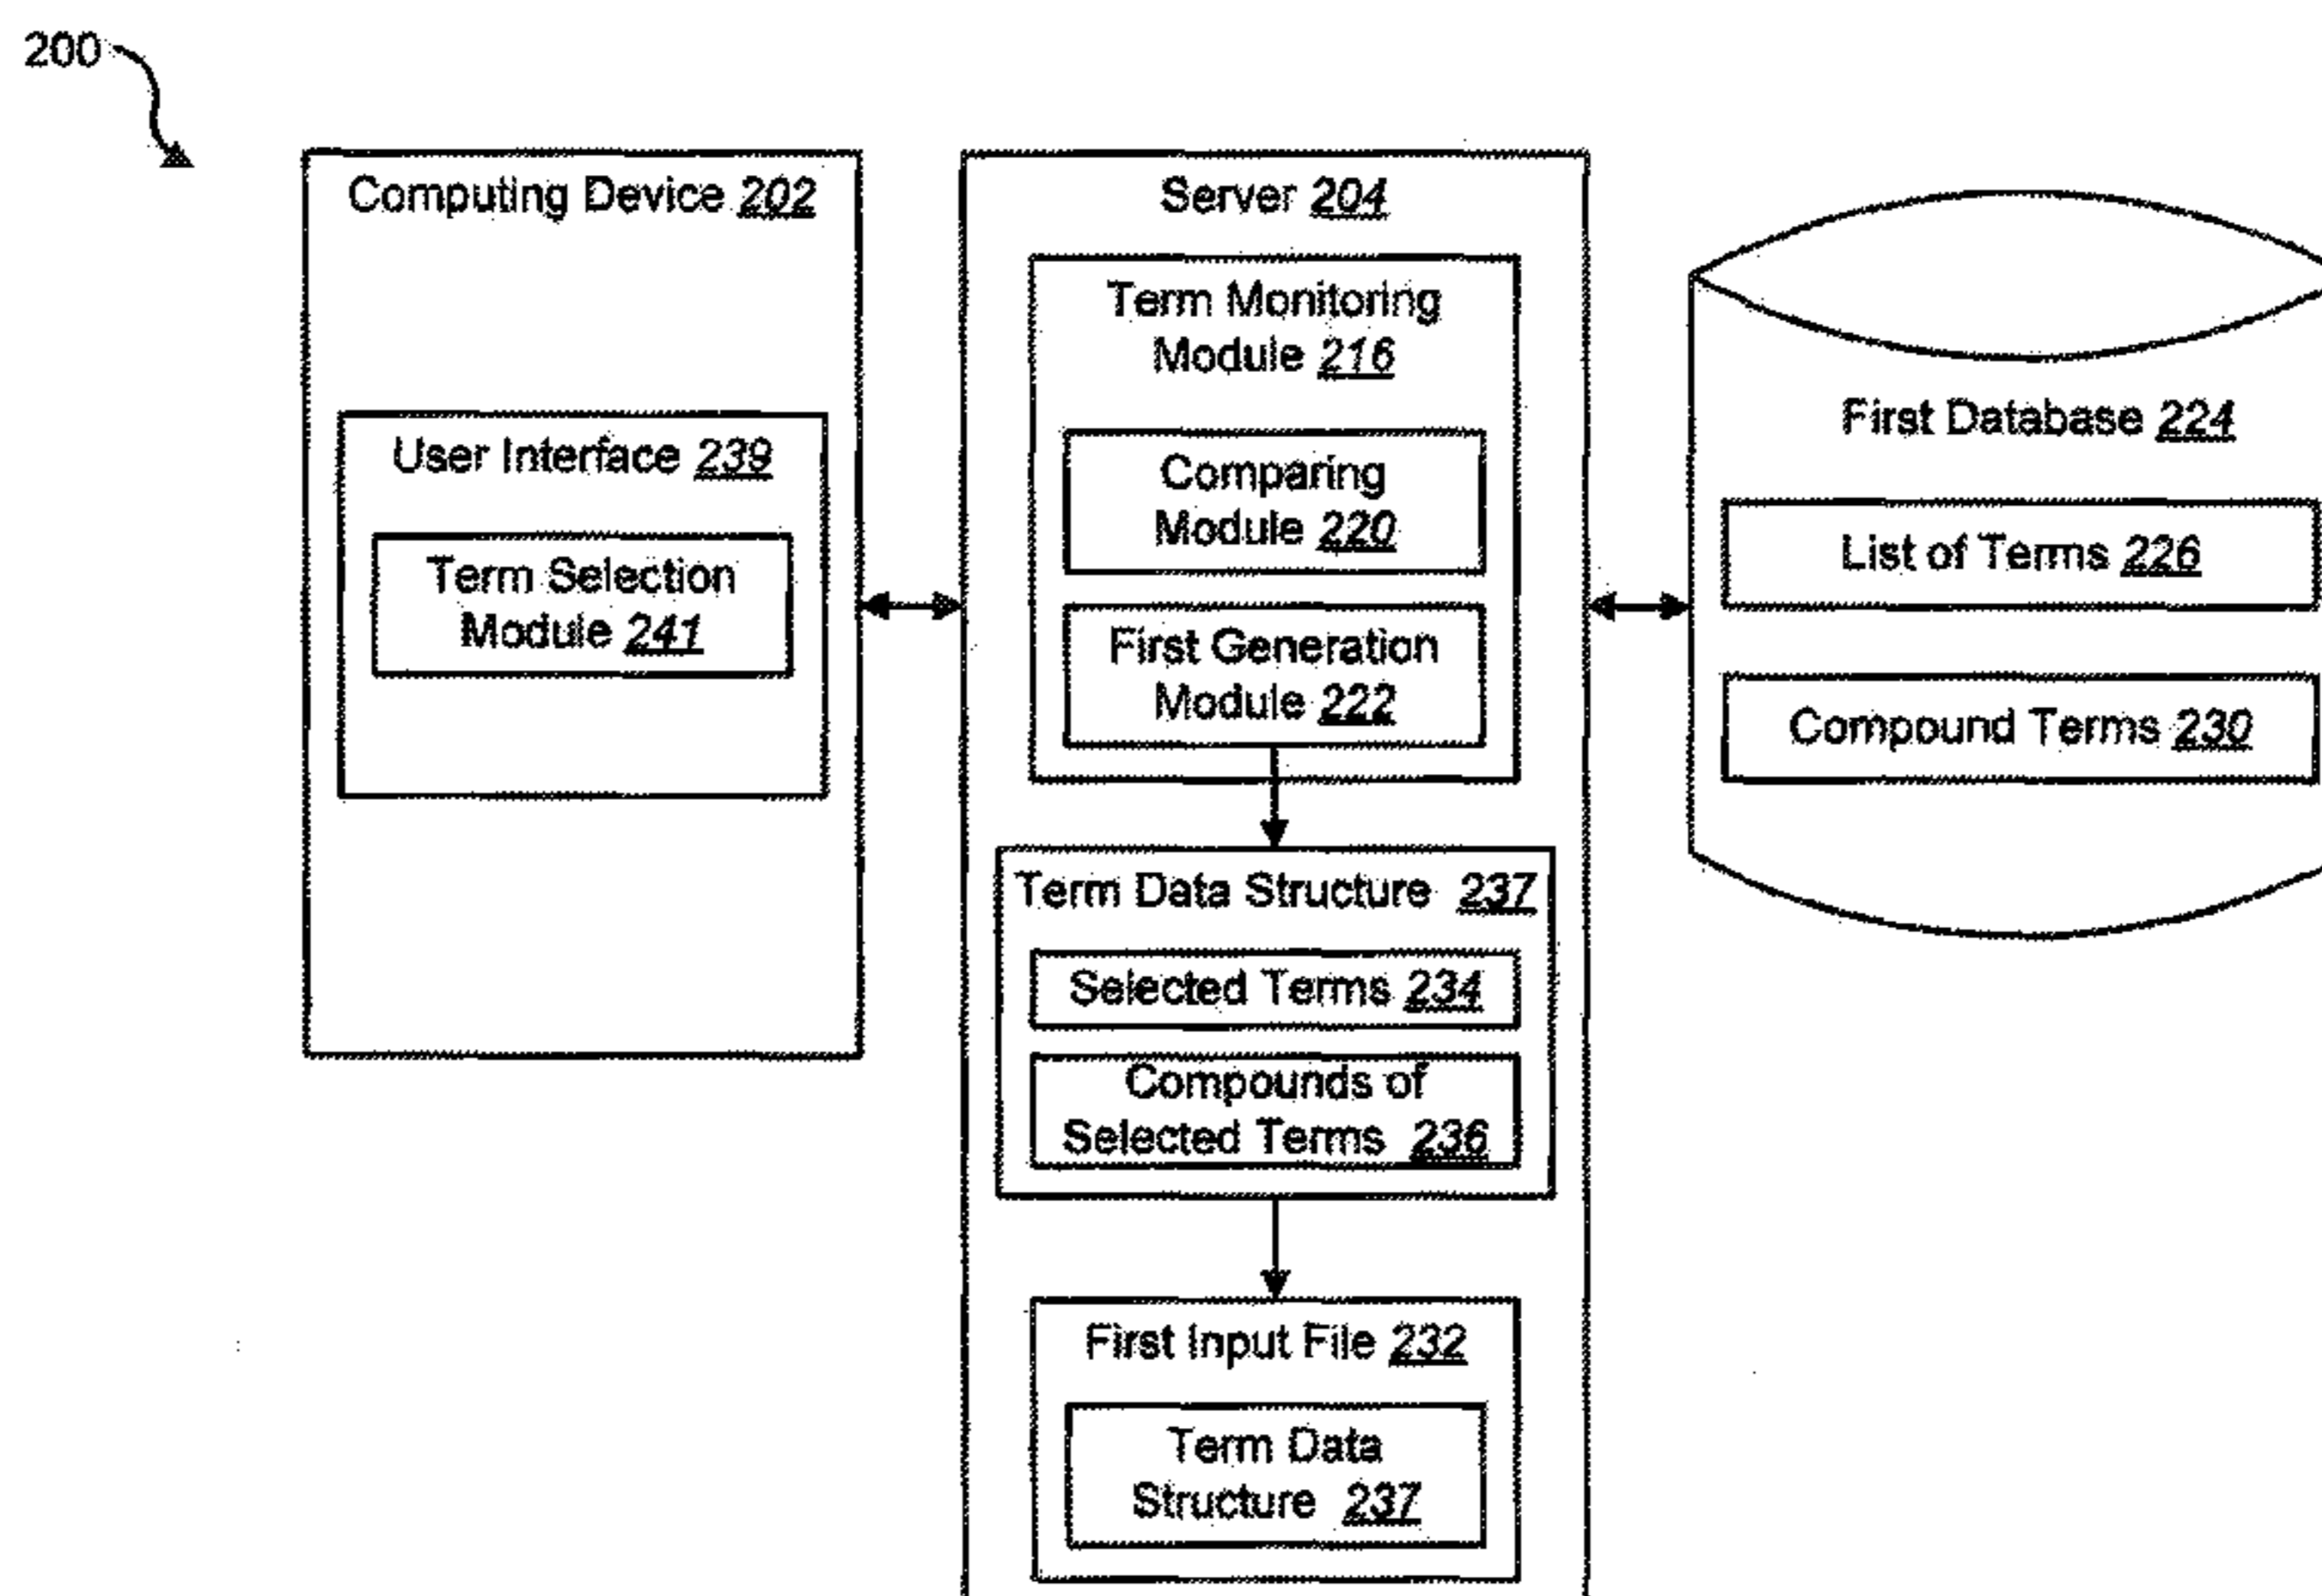 200
Computing Device 202
User Interface 239
Term Selection
Module 241
Server 204
Term Monitoring
Module 216
Comparing
Module 220
First Generation
Module 222
Term Data Structure 237
Selected Terms 234
Compounds of
Selected Terms 236
First Input File 232
Term Data
Structure 237
First Database 224
List of Terms 226
Compound Terms 230